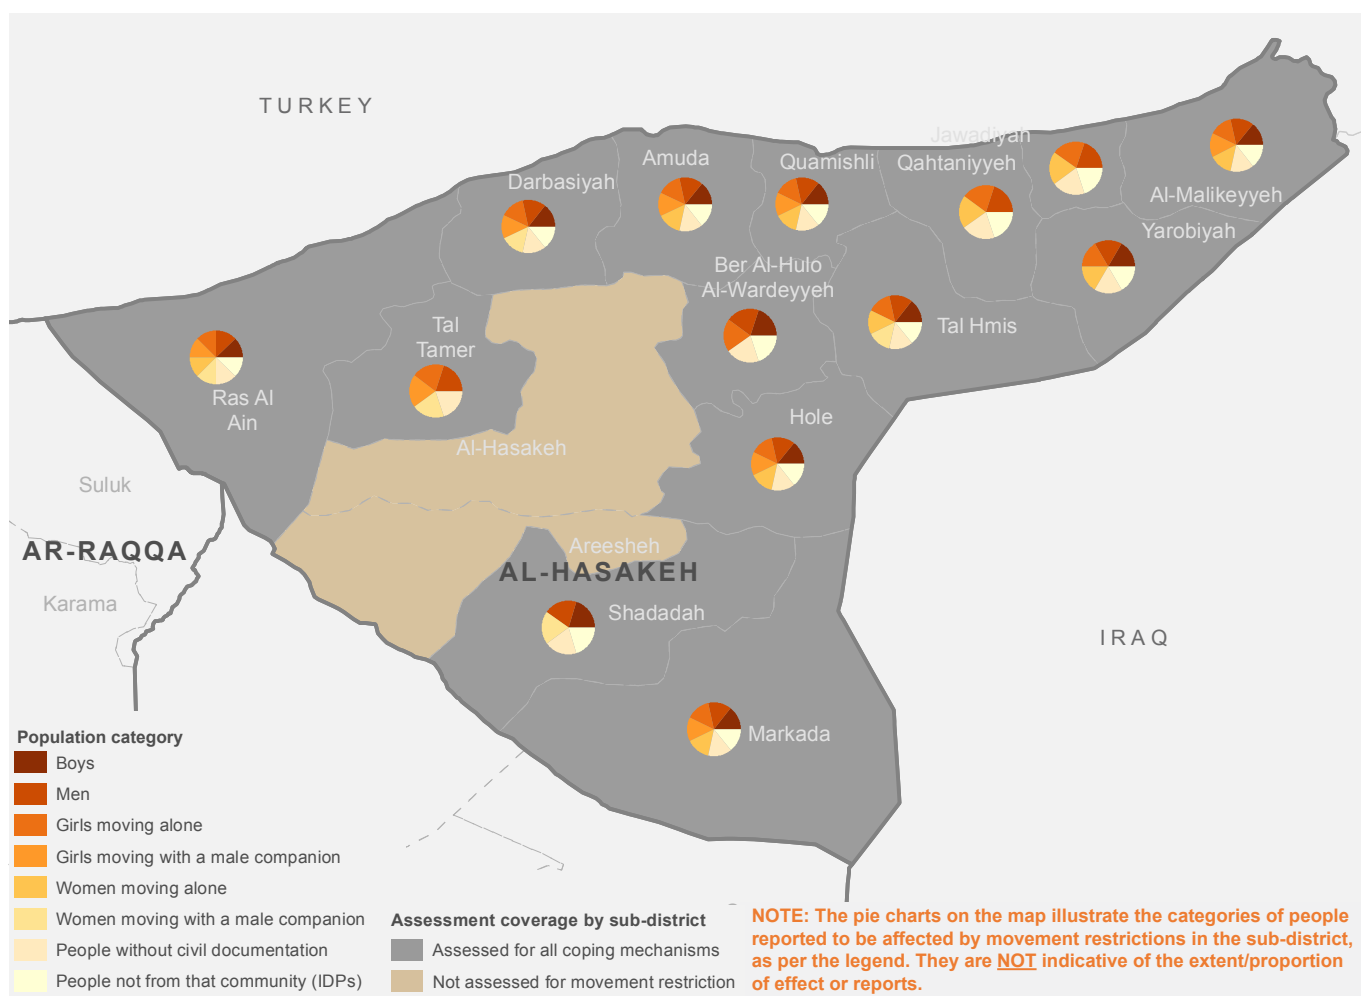 TURKEY
Jawadiyah
Amuda
Quamishli
Qahtaniyyeh
Darbasiyah
Al-Malikeyyeh
Yarobiyah
Ber Al-Hulo
Al-Wardeyyeh
Tal
Tamer
Tal Hmis
Ras Al
Ain
Hole
Al-Hasakeh
Suluk
AR-RAQQA
Areesheh
AL-HASAKEH
Karama
Shadadah
IRAQ
Markada
Population category
Boys
Men
Girls moving alone
Girls moving with a male companion
Women moving alone
Women moving with a male companion
People without civil documentation
People not from that community (IDPs)
Assessment coverage by sub-district
Assessed for all coping mechanisms
Not assessed for movement restriction
NOTE: The pie charts on the map illustrate the categories of people
reported to be affected by movement restrictions in the sub-district,
as per the legend. They are NOT indicative of the extent/proportion
of effect or reports.